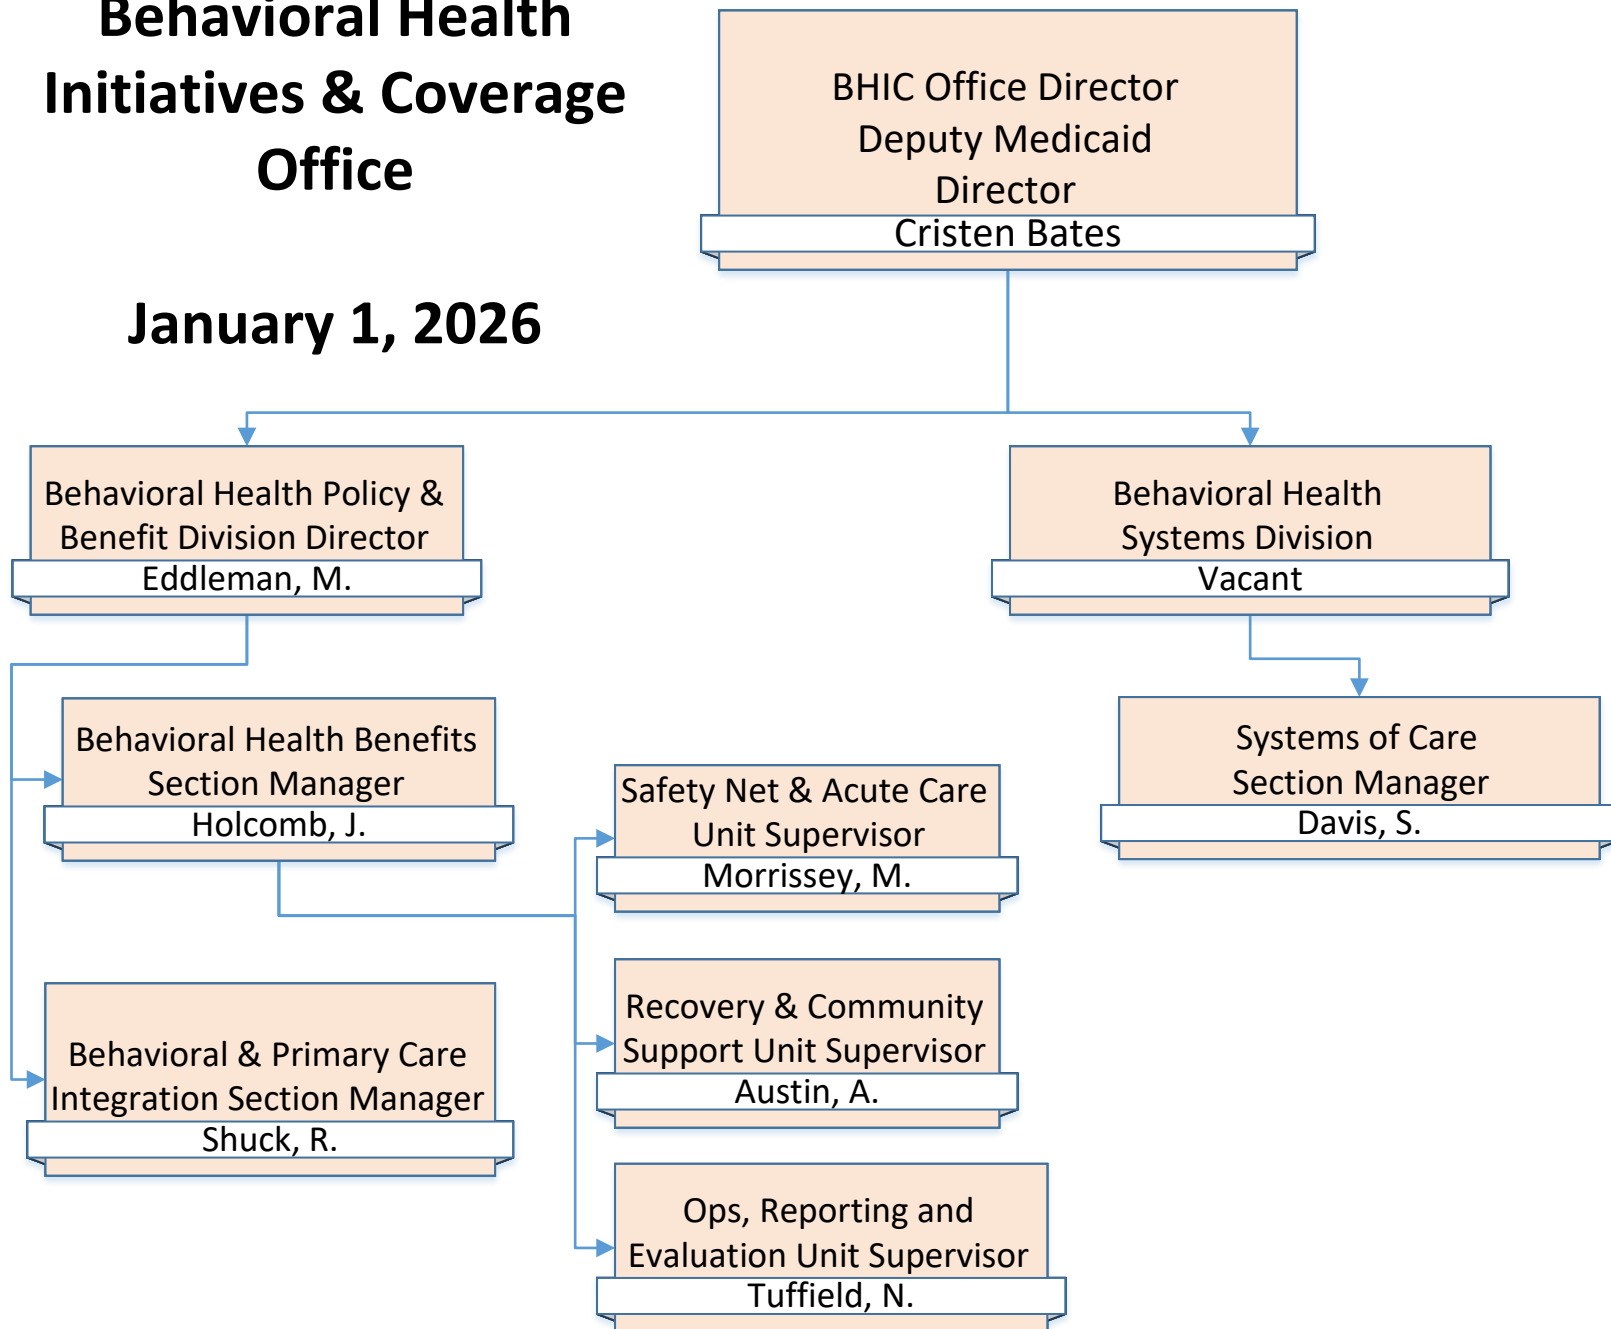 Behavioral Health
Initiatives & Coverage
Office
January 1, 2026
BHIC Office Director
Deputy Medicaid
Director
Cristen Bates
Behavioral Health Policy &
Benefit Division Director
Eddleman, M.
Behavioral Health
Systems Division
Vacant
Behavioral Health Benefits
Section Manager
Holcomb, J.
Safety Net & Acute Care
Unit Supervisor
Morrissey, M.
Systems of Care
Section Manager
Davis, S.
Behavioral & Primary Care
Integration Section Manager
Shuck, R.
Recovery & Community
Support Unit Supervisor
Austin, A.
Ops, Reporting and
Evaluation Unit Supervisor
Tuffield, N.